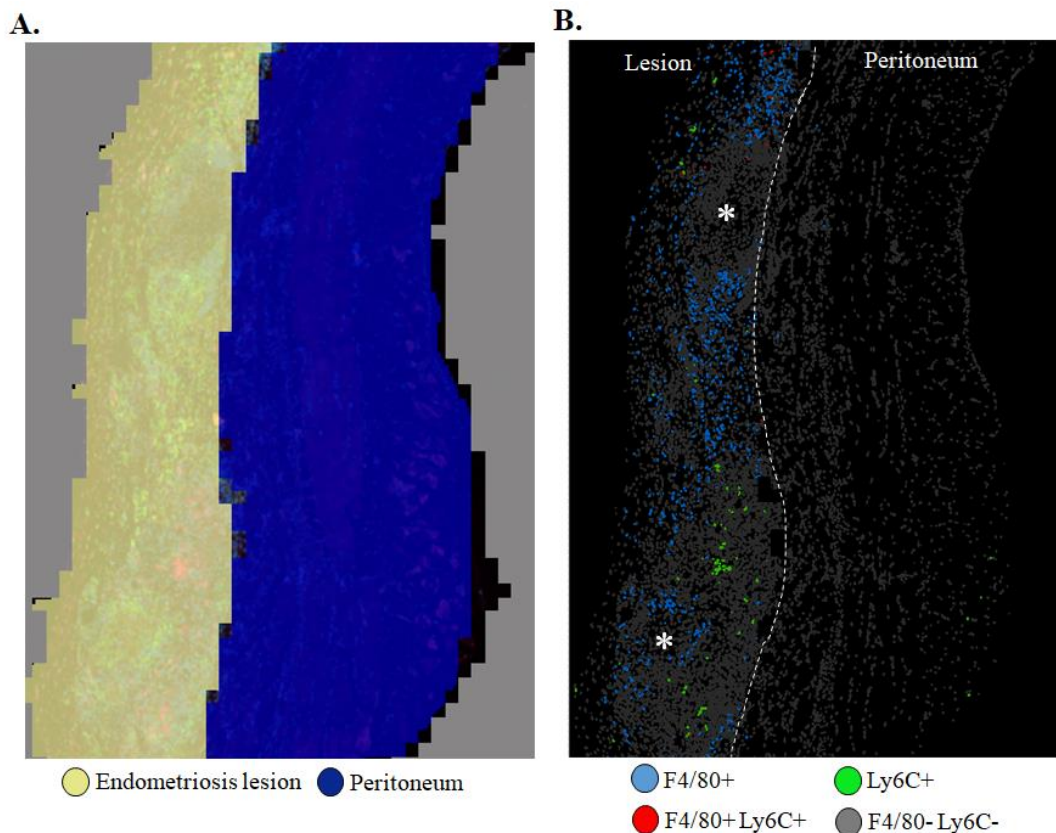 A.
B.
Lesion
Peritoneum
*
*
Endometriosis lesion
Peritoneum
F4/80+
Ly6C+
F4/80+Ly6C+
F4/80- Ly6C-